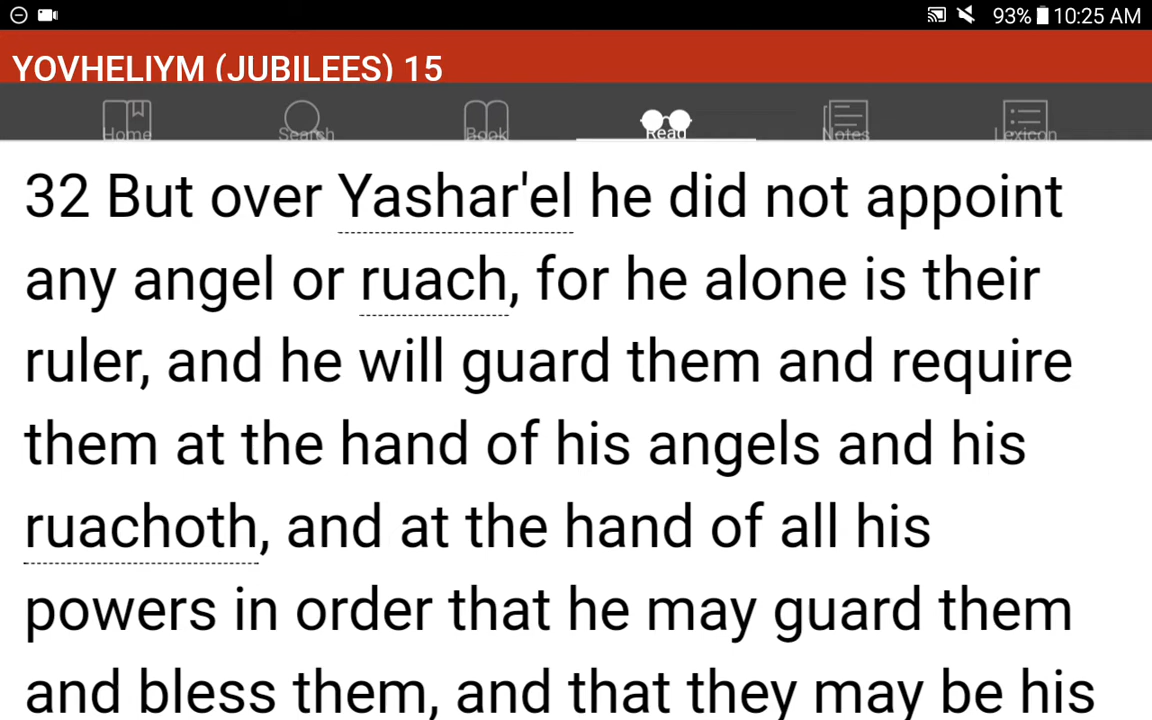 93% 10:25 AM
YOVHELIYM (JUBILEES) 15
Home Search Book Read Notes Lexicon
32 But over Yashar'el he did not appoint
any angel or ruach, for he alone is their
ruler, and he will guard them and require
them at the hand of his angels and his
ruachoth, and at the hand of all his
powers in order that he may guard them
and bless them, and that they may be his